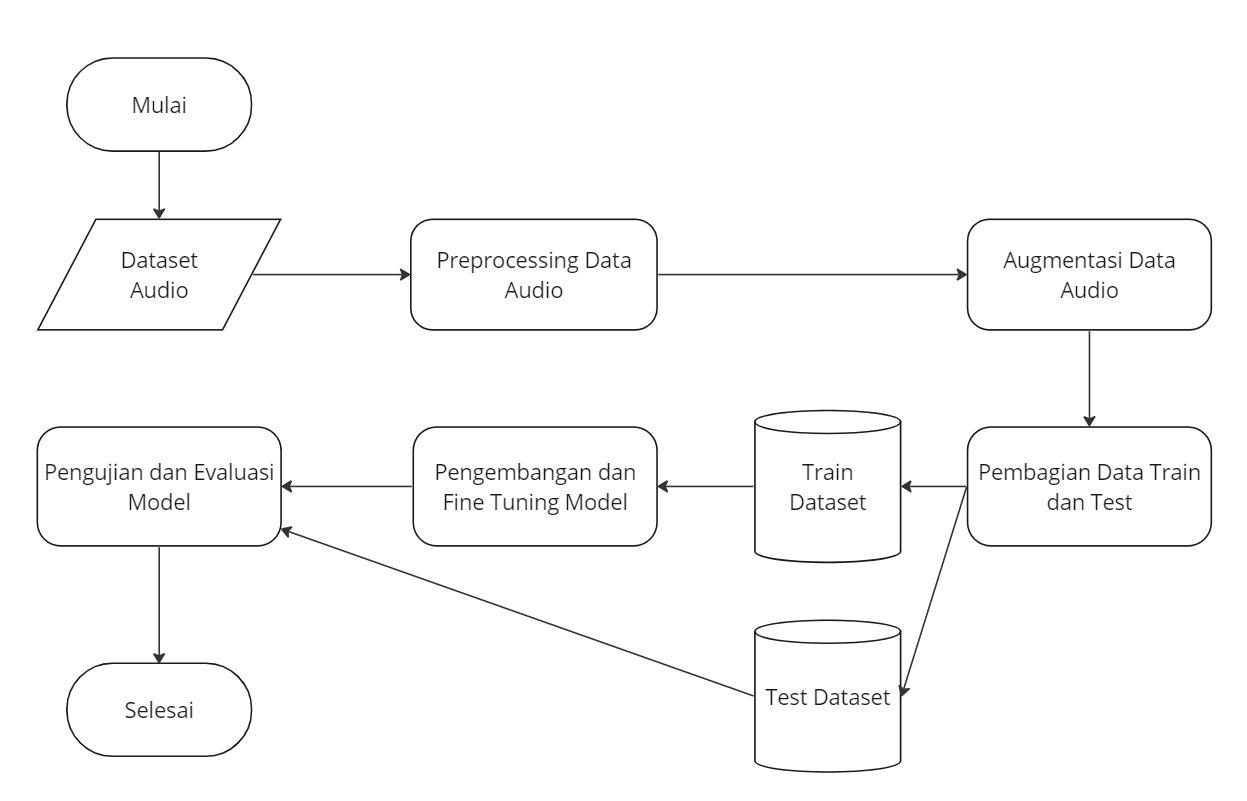 Mulai
Dataset
Audio
Preprocessing Data
Audio
Augmentasi Data
Audio
Pembagian Data Train
dan Test
Train
Dataset
Test Dataset
Pengembangan dan
Fine Tuning Model
Pengujian dan Evaluasi
Model
Selesai